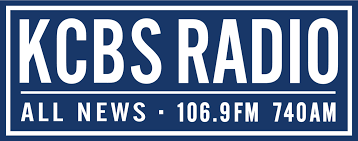 KCBS RADIO
ALL NEWS · 106.9FM 740AM